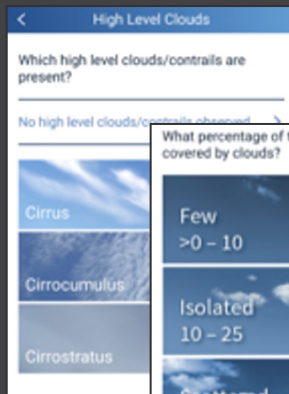 High Level Clouds
Which high level clouds/contrails are
present?
No high level clouds/contrails observed
Cirrus
Cirrocumulus
Cirrostratus
What percentage of
covered by clouds?
Few
>0 – 10
Isolated
10 – 25